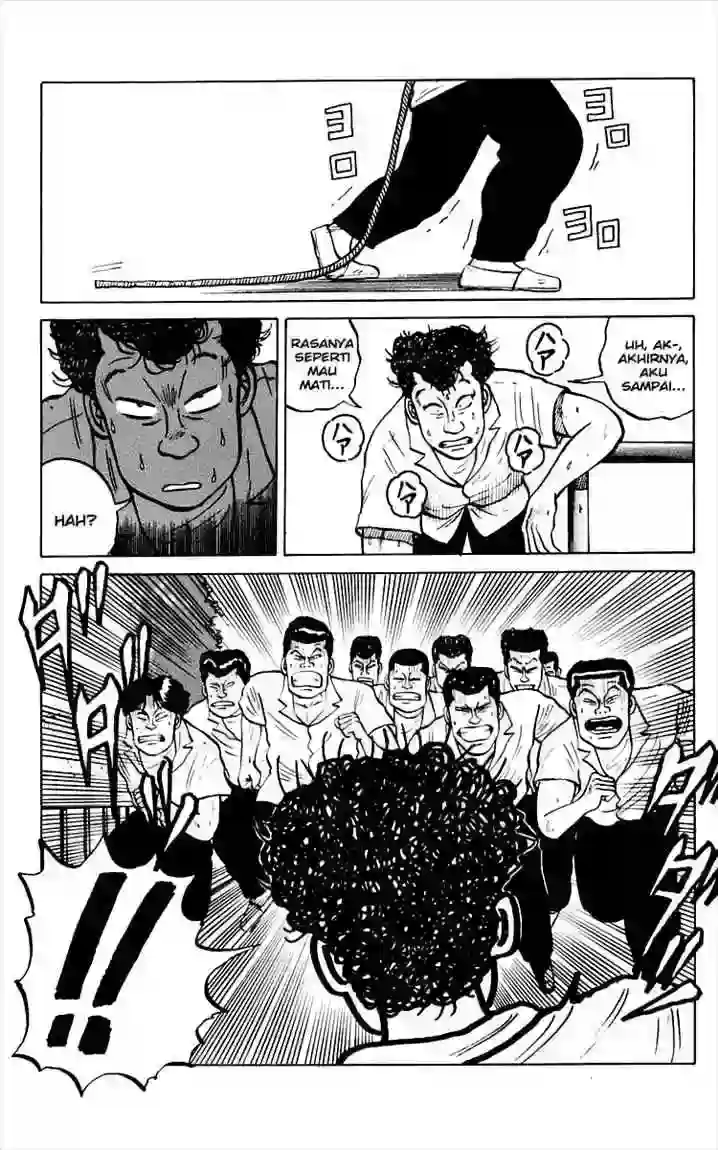 ヨロ
ヨロ
ヨロ
UH, AK-,
AKHIRNYA,
AKU
SAMPAI...
RASANYA
SEPERTI
MAU
MATI...
ハァ
ハァ
ハァ
ハァ
HAH?
ダダ
ダダ
!!